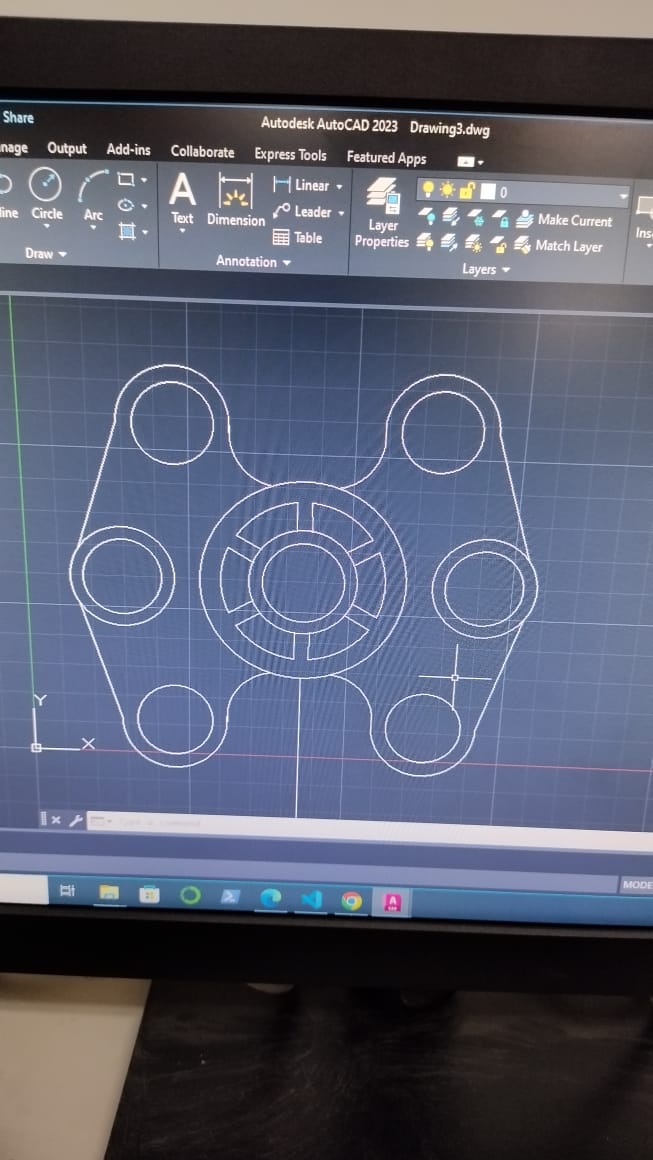 Share
Autodesk AutoCAD 2023 Drawing3.dwg
nage Output Add-ins Collaborate Express Tools Featured Apps
Linear
0
Leader
Make Current
line Circle Arc
Text Dimension
Table
Layer
Properties
Match Layer
Ins
Draw
Annotation
Layers
Y
X
MODE